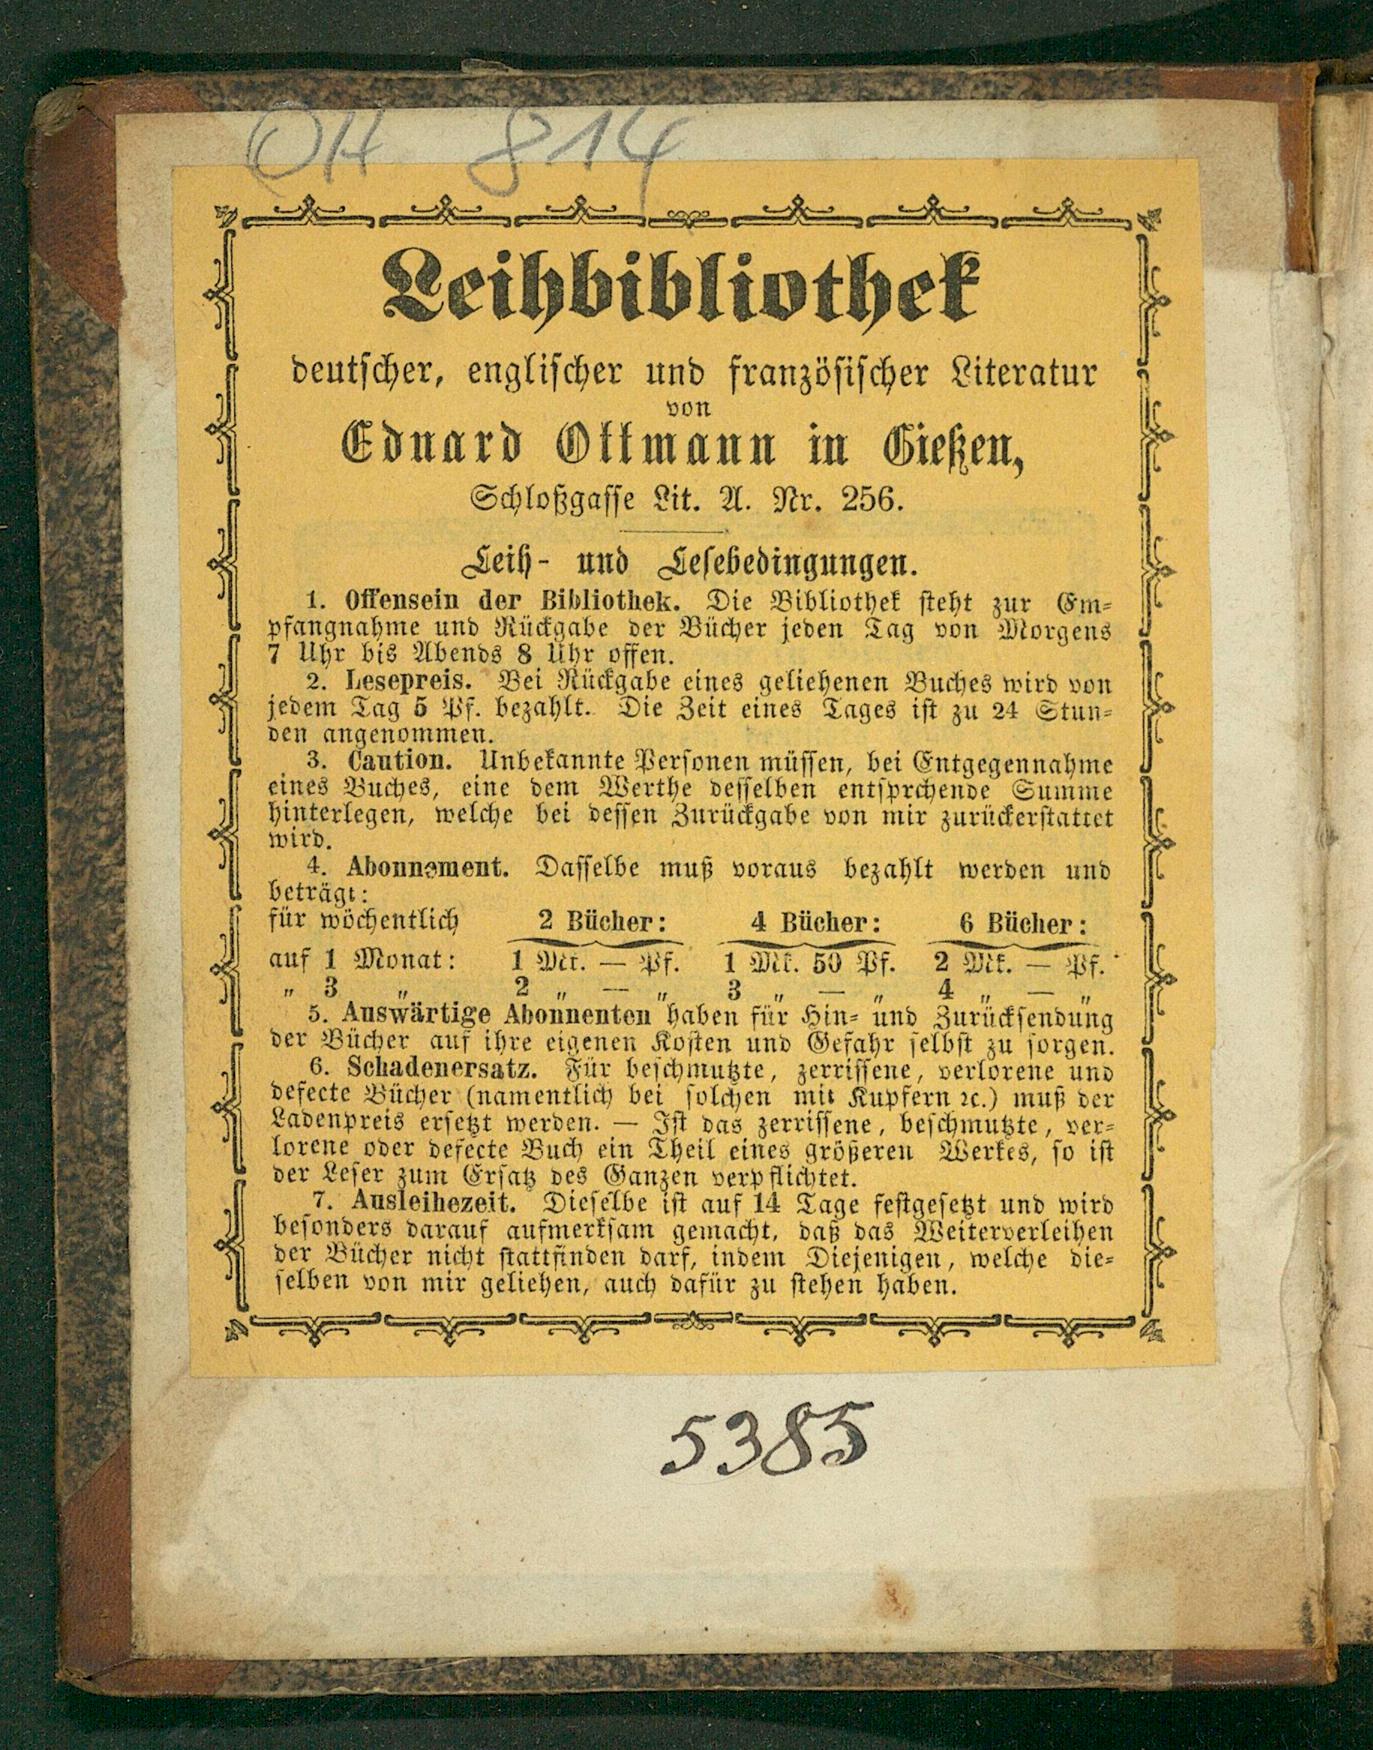 OH 814
Leihbibliothek
deutscher, englischer und französischer Literatur
von
Eduard Ottmann in Gießen,
Schloßgasse Lit. A. Nr. 256.
Leih- und Lesebedingungen.
1. Offensein der Bibliothek. Die Bibliothek steht zur Em-
pfangnahme und Rückgabe der Bücher jeden Tag von Morgens
7 Uhr bis Abends 8 Uhr offen.
2. Lesepreis. Bei Rückgabe eines geliehenen Buches wird von
jedem Tag 5 Pf. bezahlt. Die Zeit eines Tages ist zu 24 Stun-
den angenommen.
3. Caution. Unbekannte Personen müssen, bei Entgegennahme
eines Buches, eine dem Werthe desselben entsprchende Summe
hinterlegen, welche bei dessen Zurückgabe von mir zurückerstattet
wird.
4. Abonnement. Dasselbe muß voraus bezahlt werden und
beträgt:
für wöchentlich 2 Bücher: 4 Bücher: 6 Bücher:
auf 1 Monat: 1 Mk. — Pf. 1 Mk. 50 Pf. 2 Mk. — Pf.
„ 3 „ 2 „ — „ 3 „ — „ 4 „ — „
5. Auswärtige Abonnenten haben für Hin- und Zurücksendung
der Bücher auf ihre eigenen Kosten und Gefahr selbst zu sorgen.
6. Schadenersatz. Für beschmutzte, zerrissene, verlorene und
defecte Bücher (namentlich bei solchen mit Kupfern ꝛc.) muß der
Ladenpreis ersetzt werden. — Ist das zerrissene, beschmutzte, ver-
lorene oder defecte Buch ein Theil eines größeren Werkes, so ist
der Leser zum Ersatz des Ganzen verpflichtet.
7. Ausleihezeit. Dieselbe ist auf 14 Tage festgesetzt und wird
besonders darauf aufmerksam gemacht, daß das Weiterverleihen
der Bücher nicht stattfinden darf, indem Diejenigen, welche die-
selben von mir geliehen, auch dafür zu stehen haben.
5385